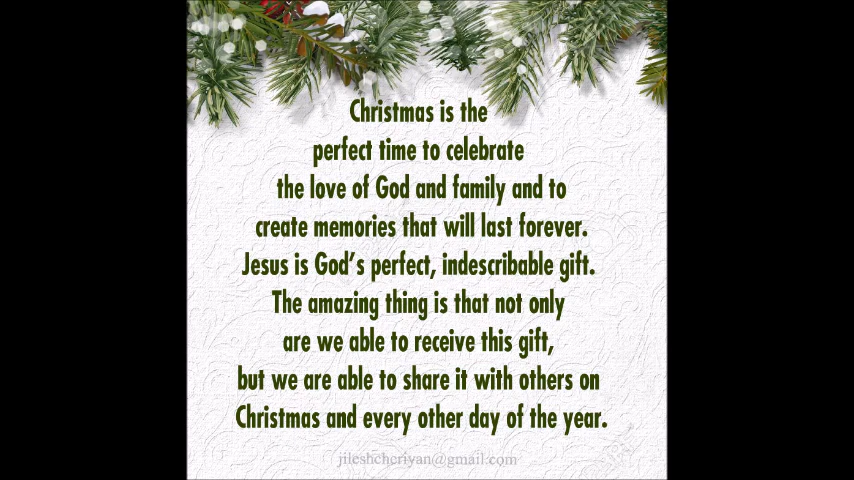 Christmas is the
perfect time to celebrate
the love of God and family and to
create memories that will last forever.
Jesus is God’s perfect, indescribable gift.
The amazing thing is that not only
are we able to receive this gift,
but we are able to share it with others on
Christmas and every other day of the year.
jileshcheriyan@gmail.com